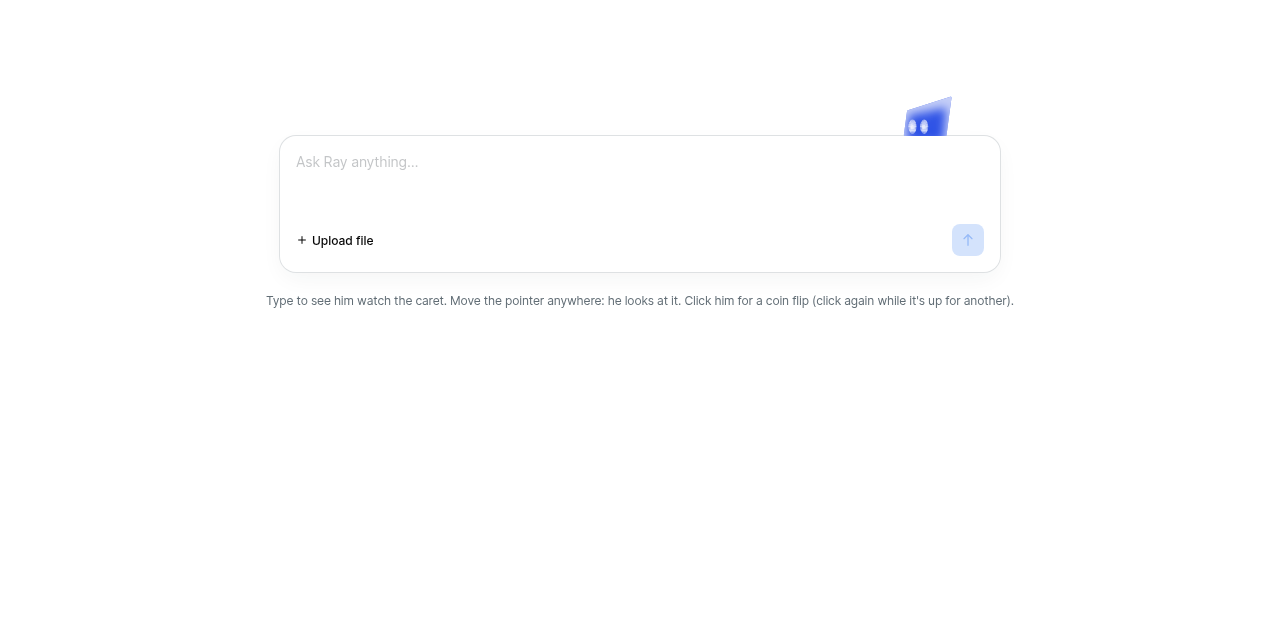 Ask Ray anything...
+ Upload file
Type to see him watch the caret. Move the pointer anywhere: he looks at it. Click him for a coin flip (click again while it's up for another).